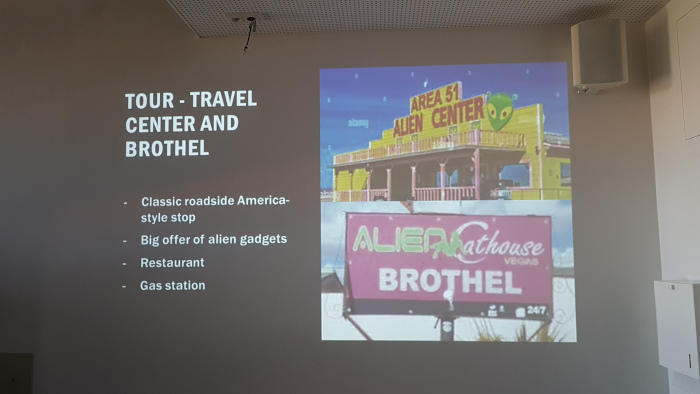 TOUR - TRAVEL
CENTER AND
BROTHEL
- Classic roadside America-
style stop
- Big offer of alien gadgets
- Restaurant
- Gas station
AREA 51
ALIEN CENTER
alamy
ALIEN Cathouse
VEGAS
BROTHEL
24/7